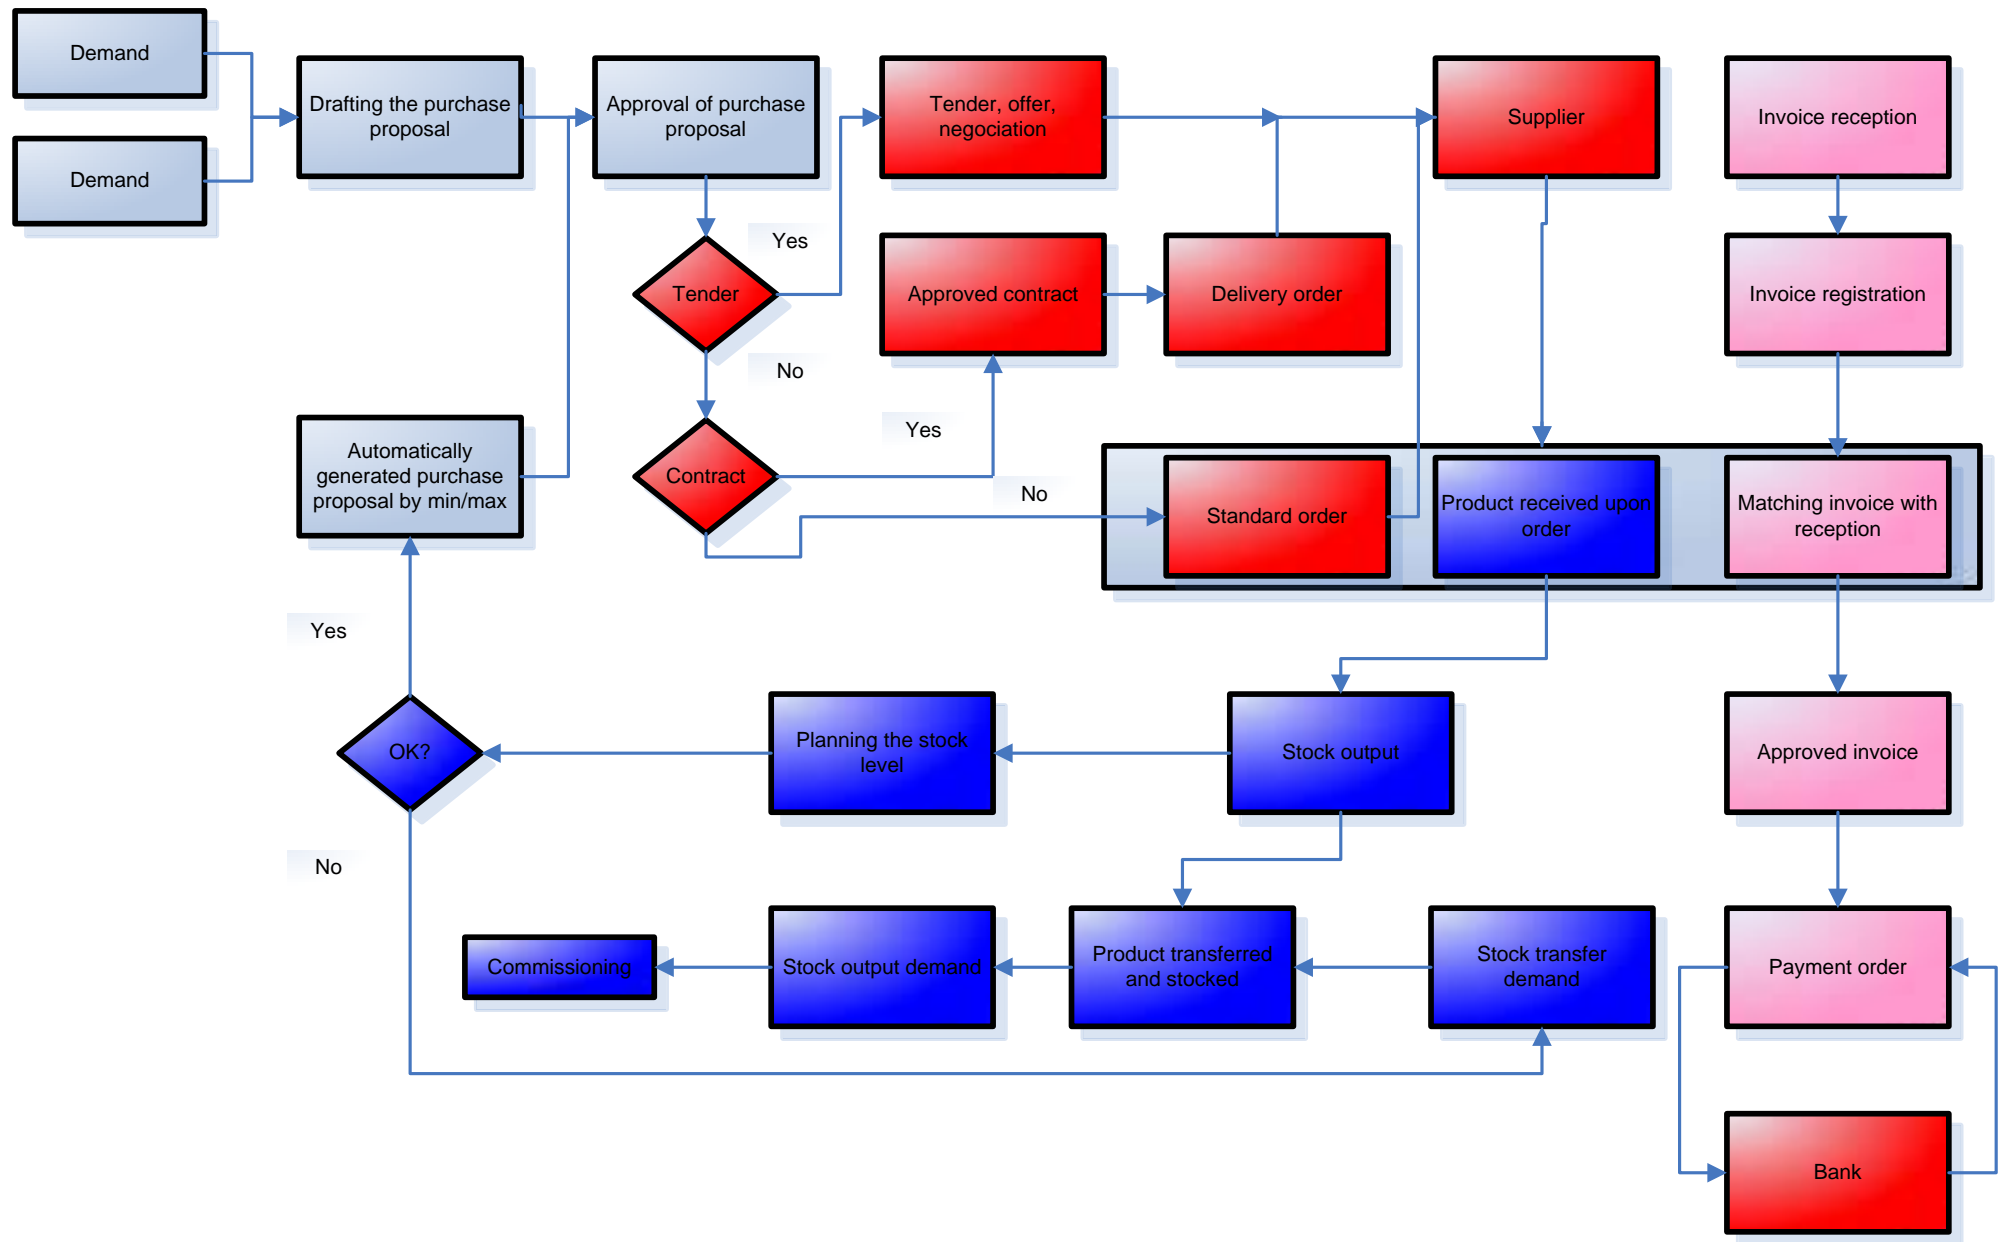 Demand
Demand
Drafting the purchase
proposal
Approval of purchase
proposal
Tender, offer,
negociation
Supplier
Invoice reception
Yes
Tender
No
Approved contract
Delivery order
Invoice registration
Automatically
generated purchase
proposal by min/max
Contract
Yes
No
Standard order
Product received upon
order
Matching invoice with
reception
Yes
OK?
No
Planning the stock
level
Stock output
Approved invoice
Commissioning
Stock output demand
Product transferred
and stocked
Stock transfer
demand
Payment order
Bank